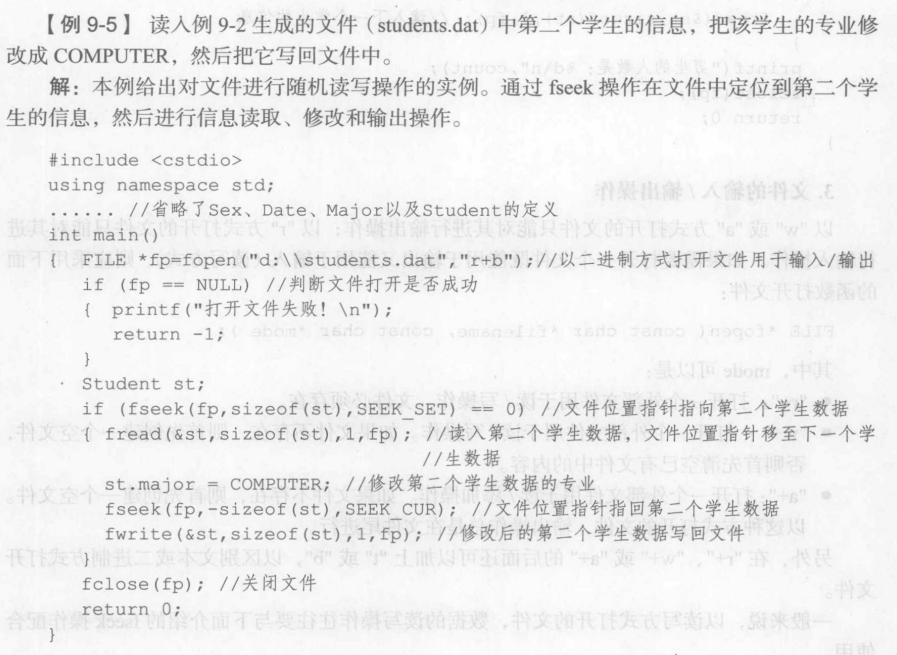 【例 9-5】 读入例 9-2 生成的文件（students.dat）中第二个学生的信息，把该学生的专业修
改成 COMPUTER，然后把它写回文件中。
解：本例给出对文件进行随机读写操作的实例。通过 fseek 操作在文件中定位到第二个学
生的信息，然后进行信息读取、修改和输出操作。
#include <cstdio>
using namespace std;
...... //省略了Sex、Date、Major以及Student的定义
int main()
{ FILE *fp=fopen("d:\\students.dat","r+b");//以二进制方式打开文件用于输入/输出
if (fp == NULL) //判断文件打开是否成功
{ printf("打开文件失败！\n");
return -1;
}
Student st;
if (fseek(fp,sizeof(st),SEEK_SET) == 0) //文件位置指针指向第二个学生数据
{ fread(&st,sizeof(st),1,fp); //读入第二个学生数据，文件位置指针移至下一个学
//生数据
st.major = COMPUTER; //修改第二个学生数据的专业
fseek(fp,-sizeof(st),SEEK_CUR); //文件位置指针指回第二个学生数据
fwrite(&st,sizeof(st),1,fp); //修改后的第二个学生数据写回文件
}
fclose(fp); //关闭文件
return 0;
}